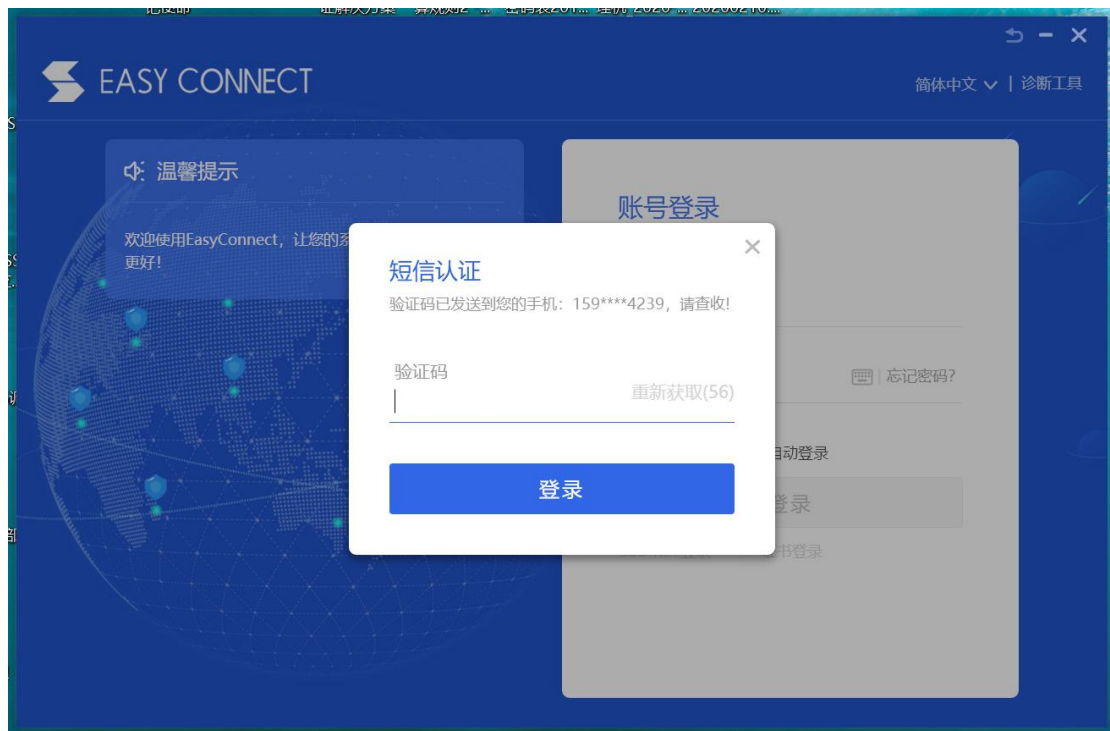 EASY CONNECT
简体中文 | 诊断工具
温馨提示
欢迎使用EasyConnect，让您的
更好！
账号登录
忘记密码?
自动登录
登录
书登录
短信认证
验证码已发送到您的手机：159****4239，请查收!
验证码
重新获取(56)
登录